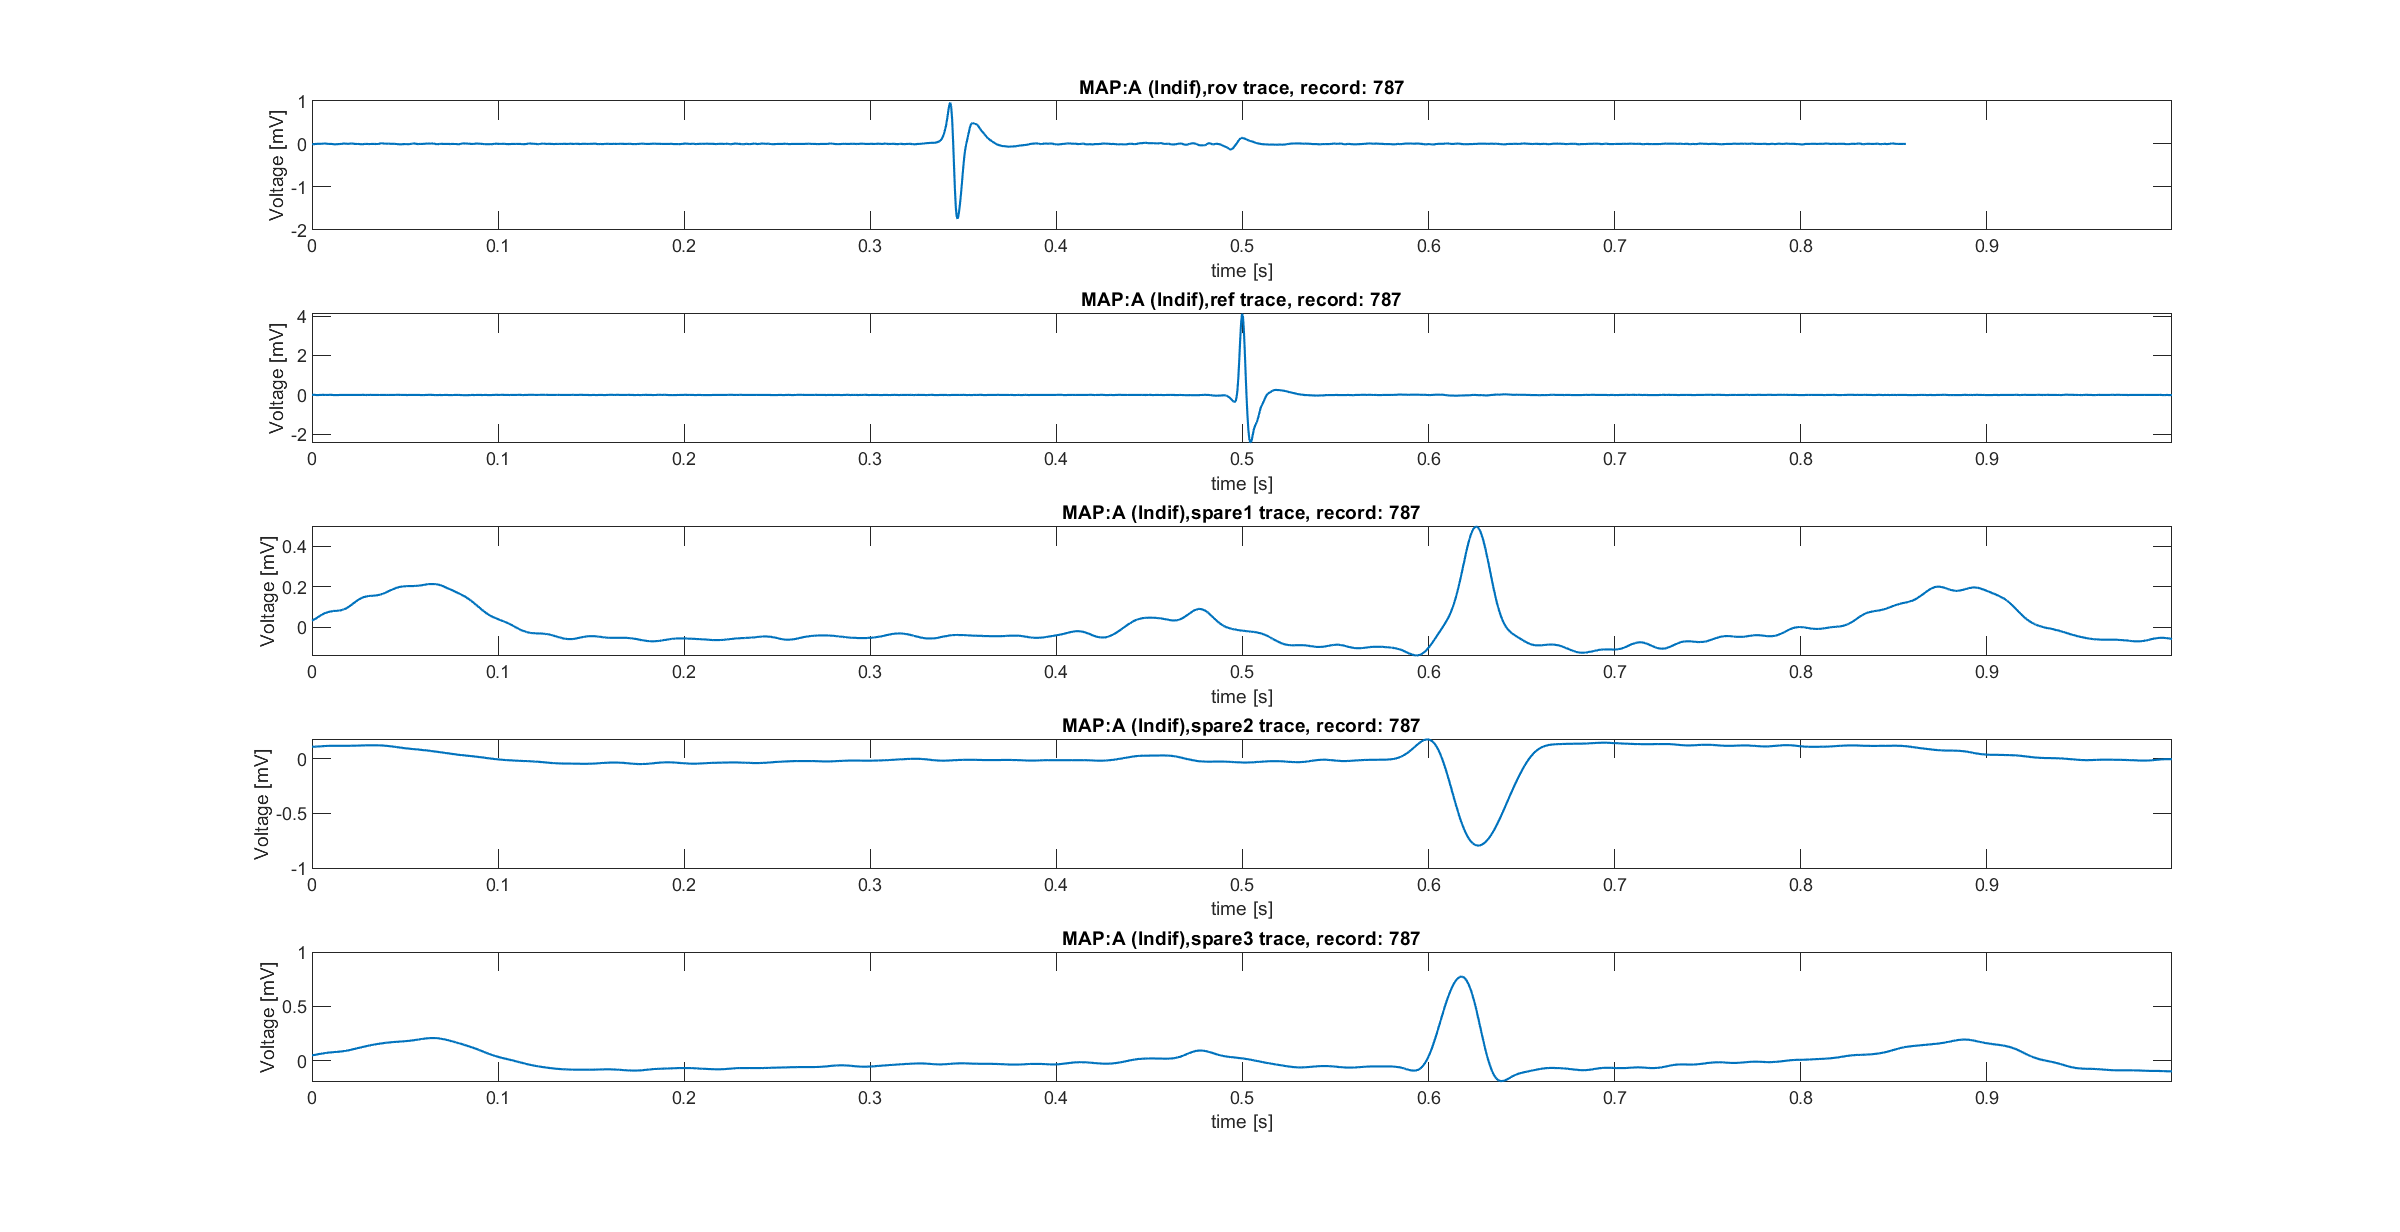 MAP:A (Indif),rov trace, record: 787
Voltage [mV]
1
0
-1
-2
0 0.1 0.2 0.3 0.4 0.5 0.6 0.7 0.8 0.9
time [s]
MAP:A (Indif),ref trace, record: 787
Voltage [mV]
4
2
0
-2
0 0.1 0.2 0.3 0.4 0.5 0.6 0.7 0.8 0.9
time [s]
MAP:A (Indif),spare1 trace, record: 787
Voltage [mV]
0.4
0.2
0
0 0.1 0.2 0.3 0.4 0.5 0.6 0.7 0.8 0.9
time [s]
MAP:A (Indif),spare2 trace, record: 787
Voltage [mV]
0
-0.5
-1
0 0.1 0.2 0.3 0.4 0.5 0.6 0.7 0.8 0.9
time [s]
MAP:A (Indif),spare3 trace, record: 787
Voltage [mV]
1
0.5
0
0 0.1 0.2 0.3 0.4 0.5 0.6 0.7 0.8 0.9
time [s]